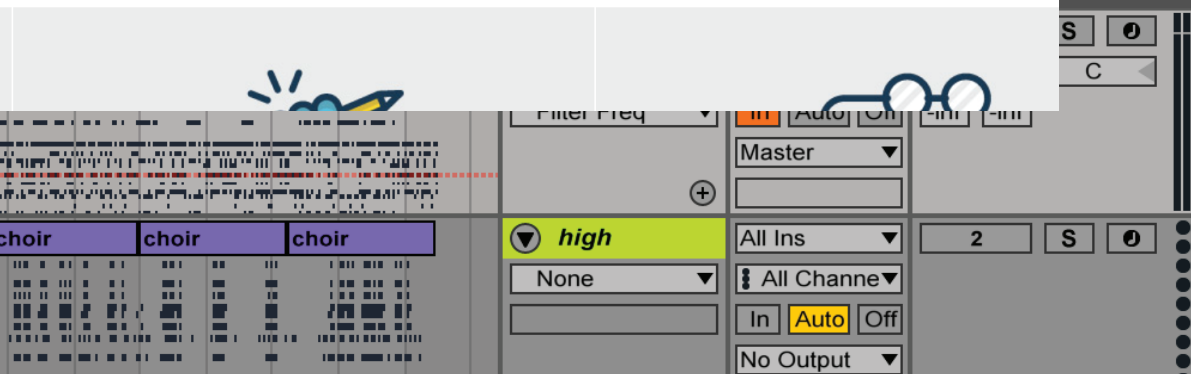 S
C
Filter Freq In Auto Off -inf -inf
Master
choir choir choir high All Ins 2 S
None All Channe
In Auto Off
No Output